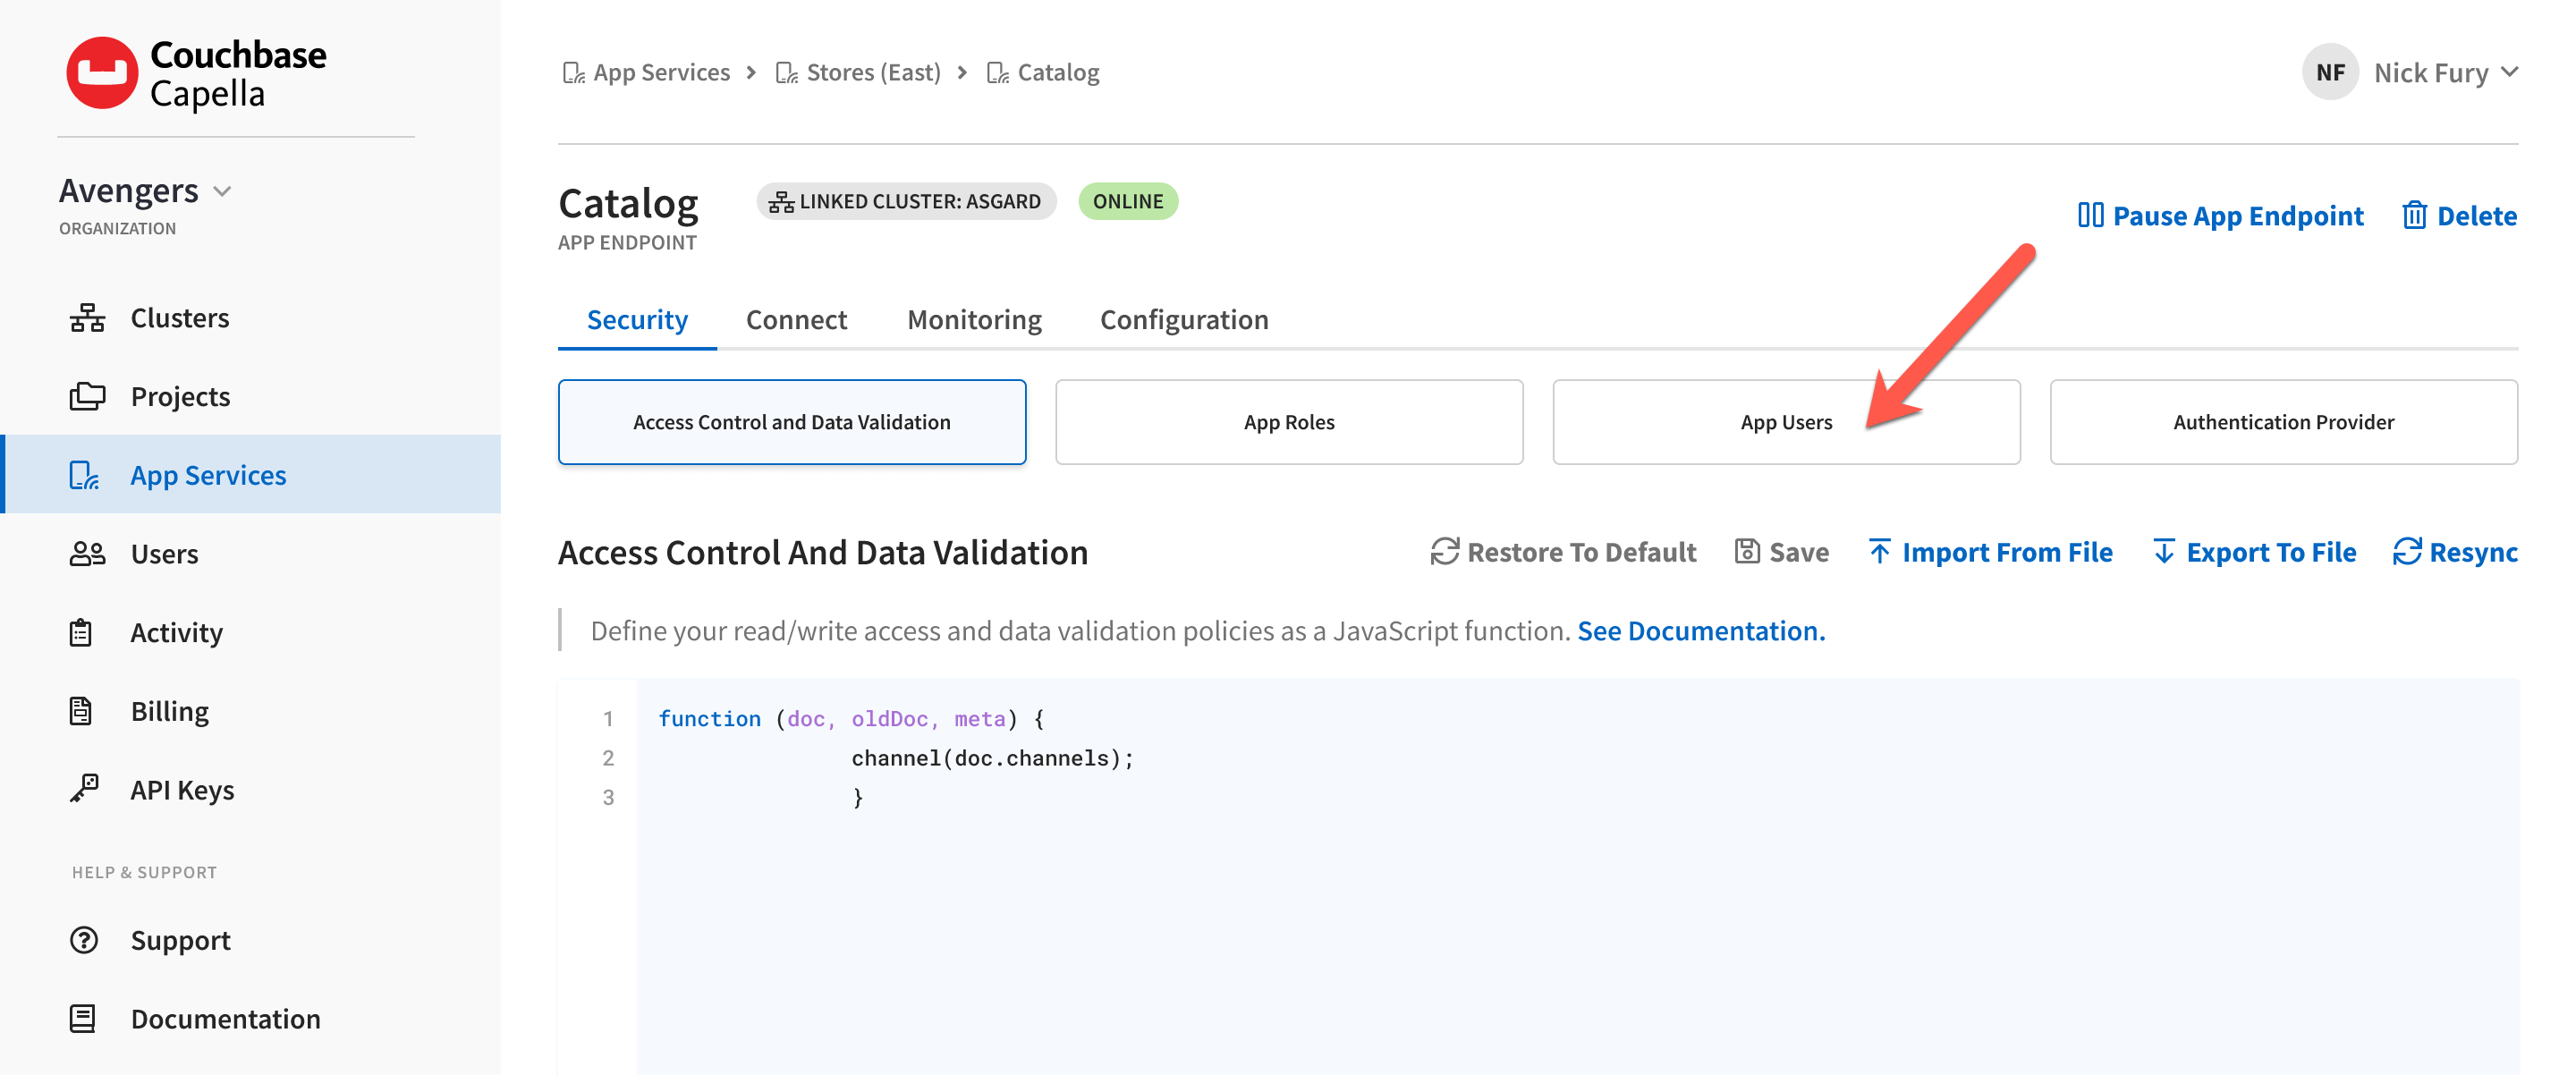 Couchbase
Capella
Avengers
ORGANIZATION
Clusters
Projects
App Services
Users
Activity
Billing
API Keys
HELP & SUPPORT
Support
Documentation
App Services > Stores (East) > Catalog
NF Nick Fury
Catalog
APP ENDPOINT
LINKED CLUSTER: ASGARD
ONLINE
Pause App Endpoint
Delete
Security Connect Monitoring Configuration
Access Control and Data Validation
App Roles
App Users
Authentication Provider
Access Control And Data Validation
Restore To Default Save Import From File Export To File Resync
Define your read/write access and data validation policies as a JavaScript function. See Documentation.
1 function (doc, oldDoc, meta) {
2 channel(doc.channels);
3 }